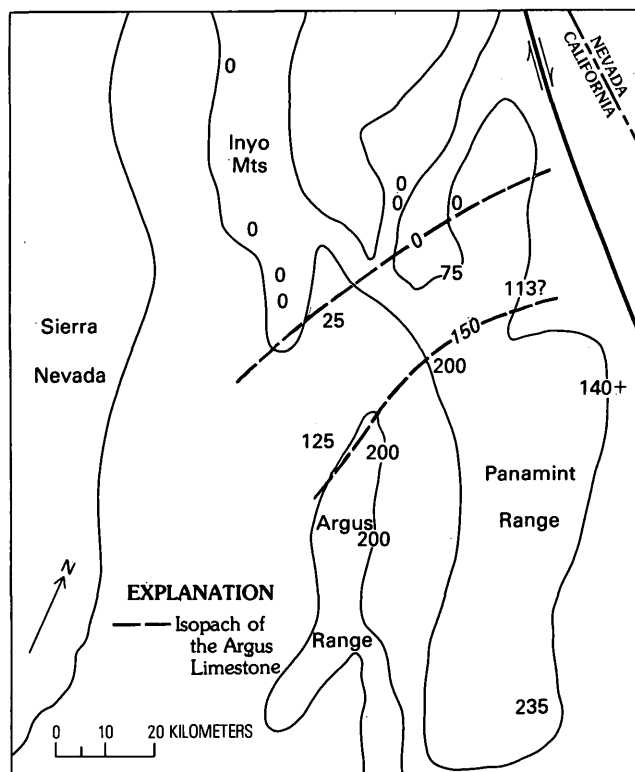 NEVADA
CALIFORNIA
0
Inyo
Mts
0
0
0
0
0
0
0
75
25
113?
Sierra
Nevada
150
200
140+
125
200
Panamint
Range
Argus
200
N
EXPLANATION
Isopach of
the Argus
Limestone
Range
235
0 10 20 KILOMETERS